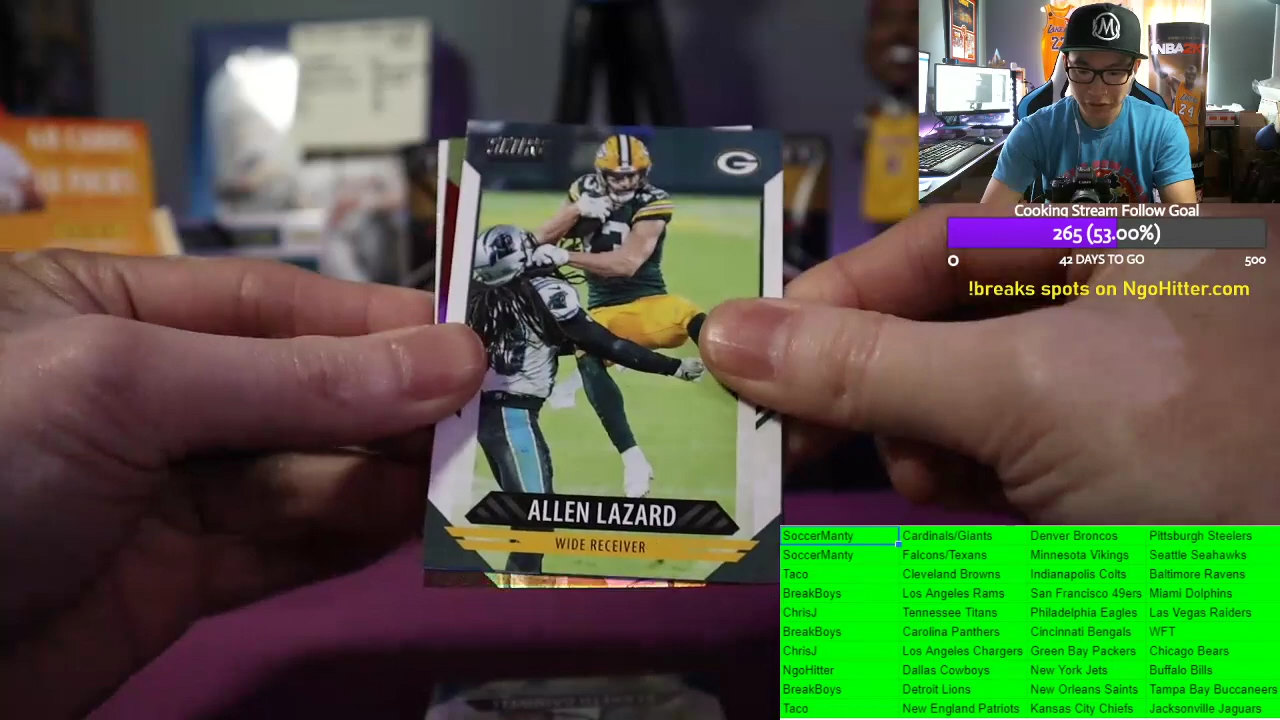 SCORE
G
ALLEN LAZARD
WIDE RECEIVER
M
NBA2K
24
Cooking Stream Follow Goal
265 (53.00%)
0 42 DAYS TO GO 500
!breaks spots on NgoHitter.com
SoccerManty Cardinals/Giants Denver Broncos Pittsburgh Steelers
SoccerManty Falcons/Texans Minnesota Vikings Seattle Seahawks
Taco Cleveland Browns Indianapolis Colts Baltimore Ravens
BreakBoys Los Angeles Rams San Francisco 49ers Miami Dolphins
ChrisJ Tennessee Titans Philadelphia Eagles Las Vegas Raiders
BreakBoys Carolina Panthers Cincinnati Bengals WFT
ChrisJ Los Angeles Chargers Green Bay Packers Chicago Bears
NgoHitter Dallas Cowboys New York Jets Buffalo Bills
BreakBoys Detroit Lions New Orleans Saints Tampa Bay Buccaneers
Taco New England Patriots Kansas City Chiefs Jacksonville Jaguars